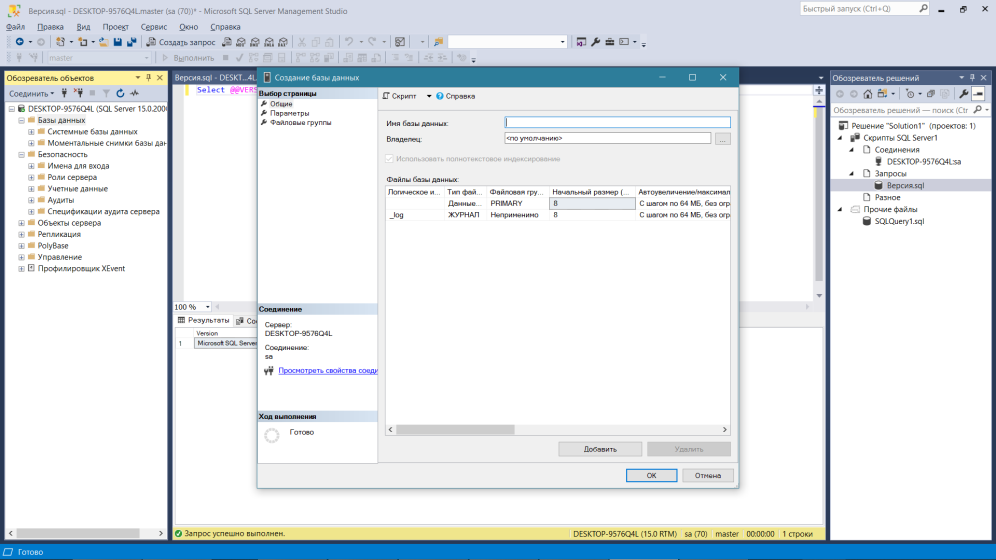 Версия.sql - DESKTOP-9576Q4L.master (sa (70))* - Microsoft SQL Server Management Studio
Быстрый запуск (Ctrl+Q)
Файл Правка Вид Проект Сервис Окно Справка
Создать запрос
master
Выполнить
Обозреватель объектов
Соединить
DESKTOP-9576Q4L (SQL Server 15.0.2000
Базы данных
Системные базы данных
Моментальные снимки базы дан
Безопасность
Имена для входа
Роли сервера
Учетные данные
Аудиты
Спецификации аудита сервера
Объекты сервера
Репликация
PolyBase
Управление
Профилировщик XEvent
Версия.sql - DESKT...4L
Select @@VERS
100 %
Результаты
Version
1 Microsoft SQL Server
Создание базы данных
Выбор страницы
Общие
Параметры
Файловые группы
Соединение
Сервер:
DESKTOP-9576Q4L
Соединение:
sa
Просмотреть свойства соеди
Ход выполнения
Готово
Скрипт Справка
Имя базы данных:
Владелец: <по умолчанию> ...
Использовать полнотекстовое индексирование
Файлы базы данных:
Логическое и... Тип фай... Файловая гру... Начальный размер (... Автоувеличение/максимал
Данные... PRIMARY 8 С шагом по 64 МБ, без огр
_log ЖУРНАЛ Неприменимо 8 С шагом по 64 МБ, без огр
Добавить Удалить
ОК Отмена
Обозреватель решений
Обозреватель решений — поиск (Ctr
Решение "Solution1" (проектов: 1)
Скрипты SQL Server1
Соединения
DESKTOP-9576Q4L:sa
Запросы
Версия.sql
Разное
Прочие файлы
SQLQuery1.sql
Запрос успешно выполнен. DESKTOP-9576Q4L (15.0 RTM) sa (70) master 00:00:00 1 строки
Готово